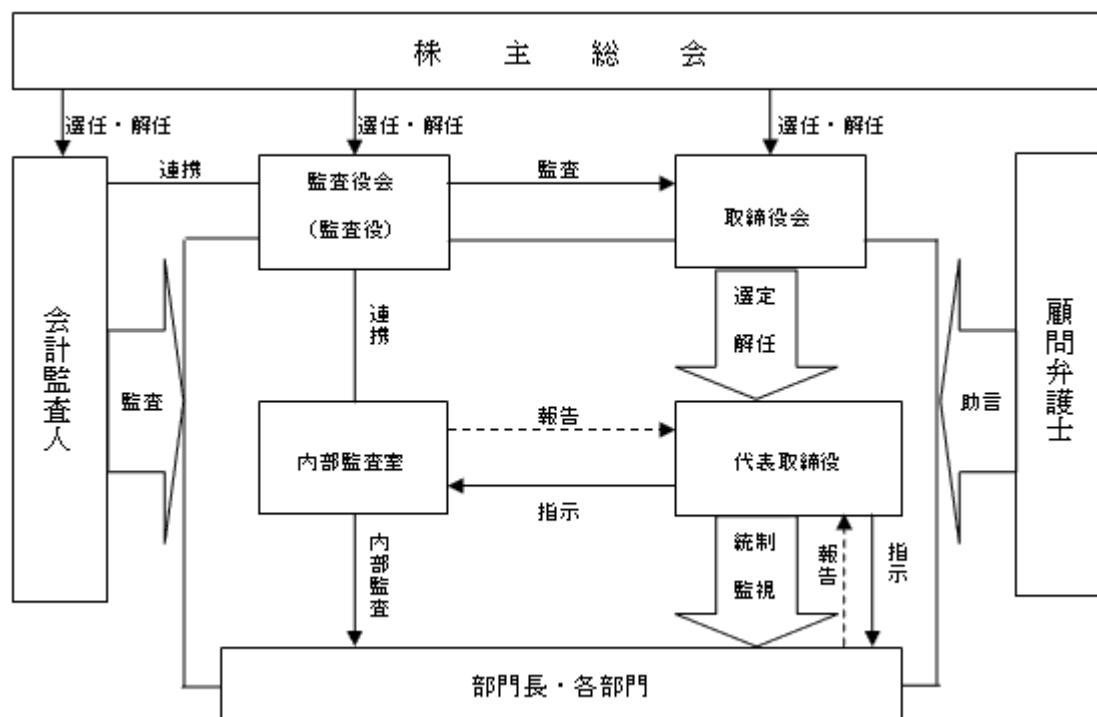 株主総会
選任・解任
選任・解任
選任・解任
会計監査人
連携
監査役会
(監査役)
監査
取締役会
顧問弁護士
連携
選定
解任
監査
助言
内部監査室
報告
指示
代表取締役
内部監査
統制
監視
報告
指示
部門長・各部門